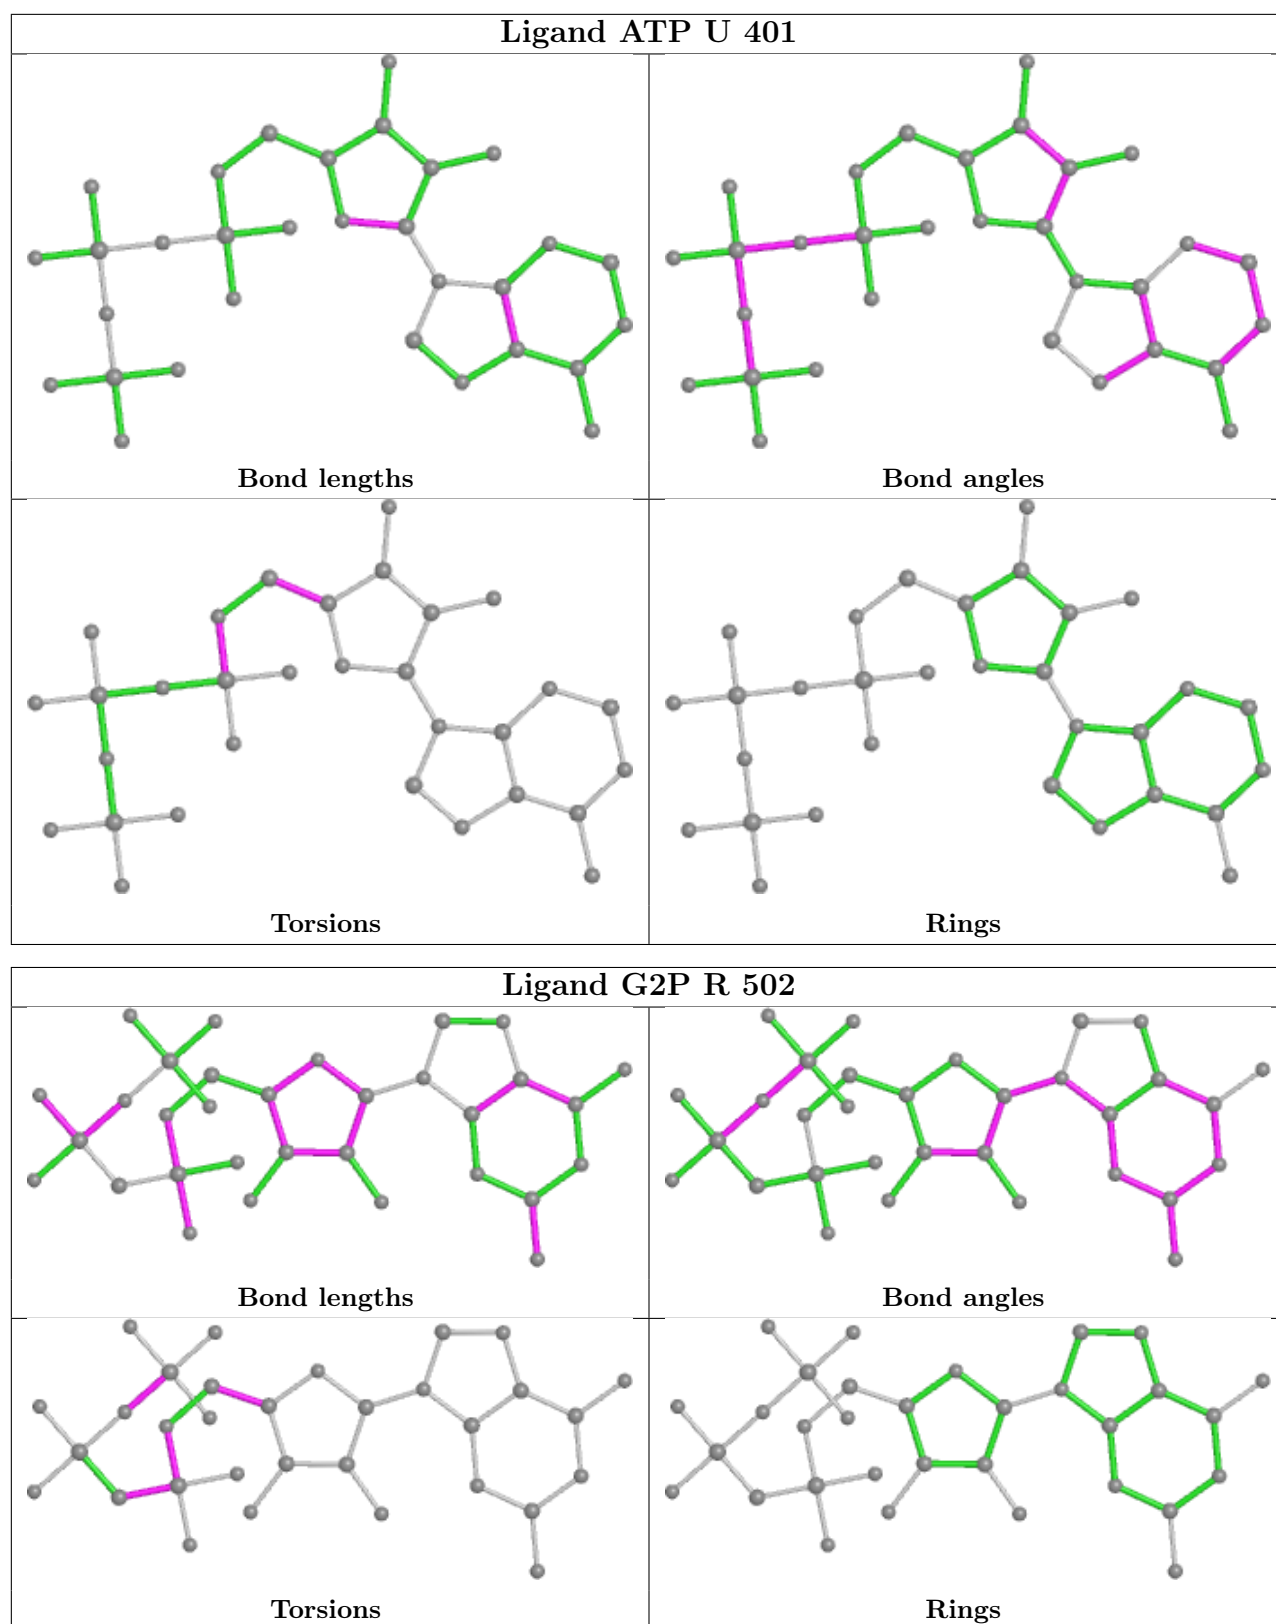 Ligand ATP U 401
Bond lengths
Bond angles
Torsions
Rings
Ligand G2P R 502
Bond lengths
Bond angles
Torsions
Rings